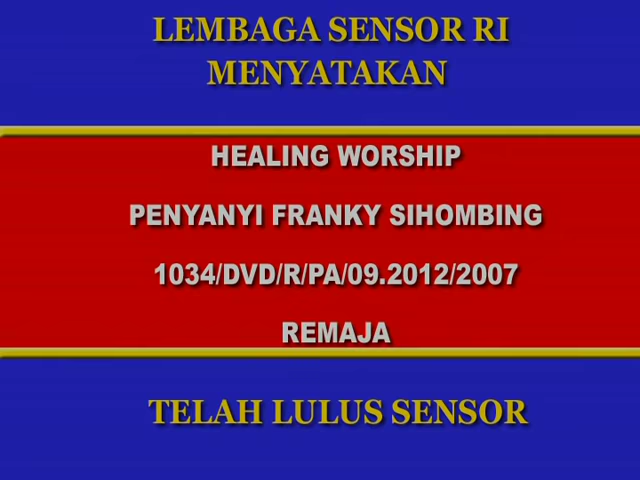 LEMBAGA SENSOR RI
MENYATAKAN
HEALING WORSHIP
PENYANYI FRANKY SIHOMBING
1034/DVD/R/PA/09.2012/2007
REMAJA
TELAH LULUS SENSOR